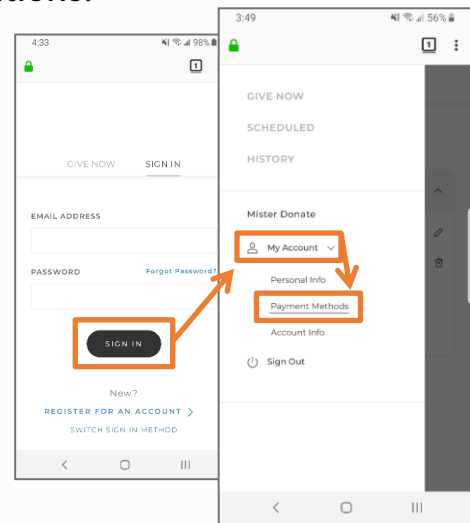 4:33
98%
1
GIVE NOW
SIGN IN
EMAIL ADDRESS
PASSWORD
Forgot Password?
SIGN IN
New?
REGISTER FOR AN ACCOUNT >
SWITCH SIGN IN METHOD
3:49
56%
1
GIVE NOW
SCHEDULED
HISTORY
Mister Donate
My Account
Personal Info
Payment Methods
Account Info
Sign Out